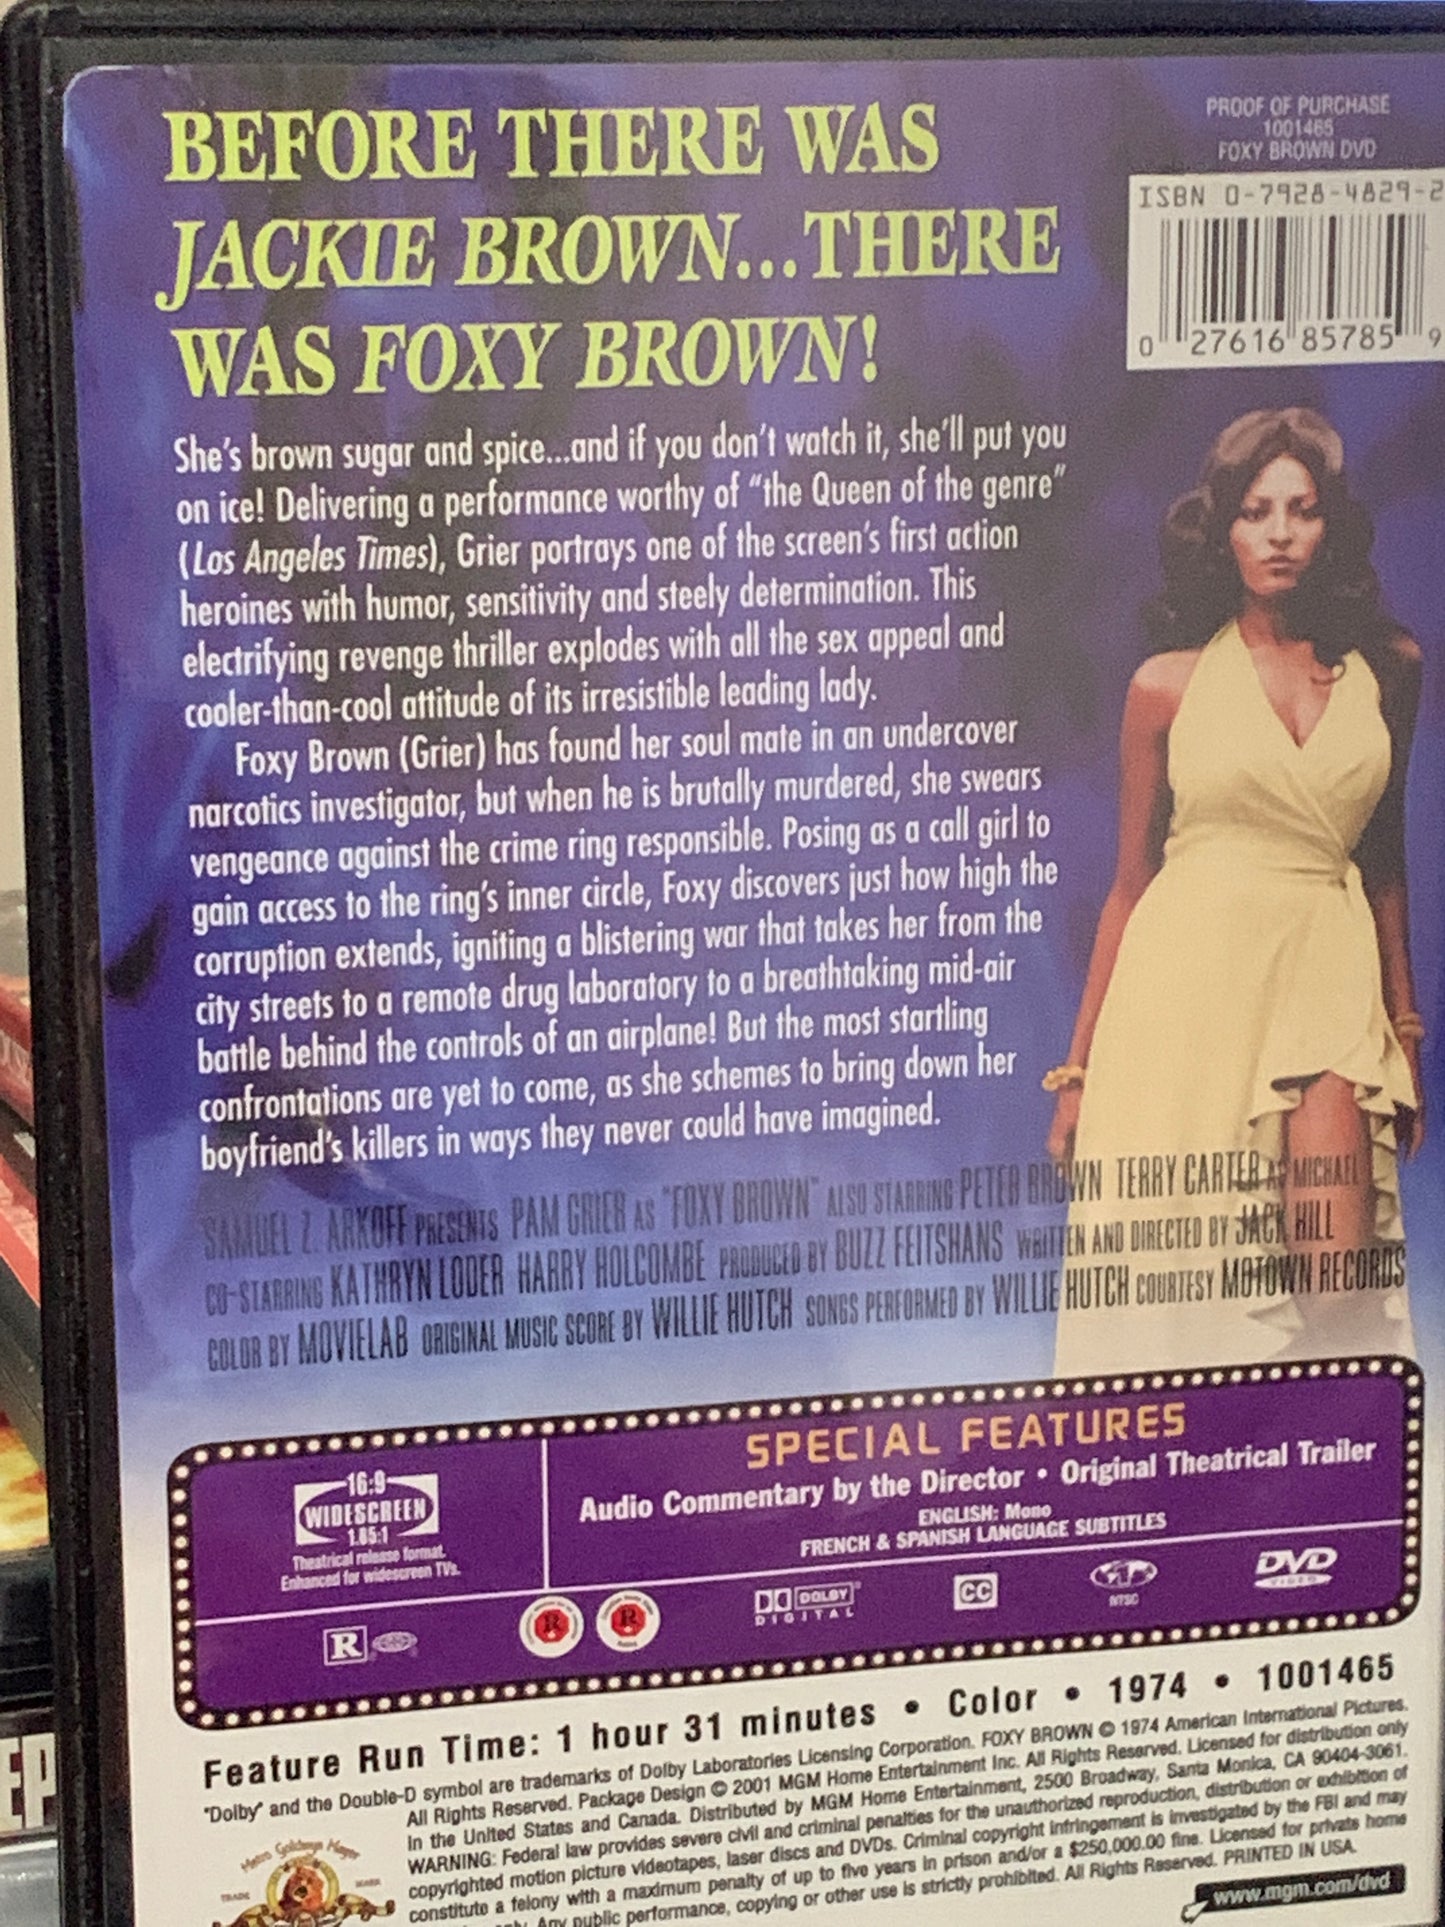 BEFORE THERE WAS
JACKIE BROWN...THERE
WAS FOXY BROWN!
PROOF OF PURCHASE
1001465
FOXY BROWN DVD
ISBN 0-7928-4829-2
0 27616 85785 9
She's brown sugar and spice...and if you don't watch it, she'll put you
on ice! Delivering a performance worthy of "the Queen of the genre"
(Los Angeles Times), Grier portrays one of the screen's first action
heroines with humor, sensitivity and steely determination. This
electrifying revenge thriller explodes with all the sex appeal and
cooler-than-cool attitude of its irresistible leading lady.
Foxy Brown (Grier) has found her soul mate in an undercover
narcotics investigator, but when he is brutally murdered, she swears
vengeance against the crime ring responsible. Posing as a call girl to
gain access to the ring's inner circle, Foxy discovers just how high the
corruption extends, igniting a blistering war that takes her from the
city streets to a remote drug laboratory to a breathtaking mid-air
battle behind the controls of an airplane! But the most startling
confrontations are yet to come, as she schemes to bring down her
boyfriend's killers in ways they never could have imagined.
SAMUEL Z. ARKOFF PRESENTS PAM GRIER AS "FOXY BROWN" ALSO STARRING PETER BROWN TERRY CARTER AS MICHAEL
CO-STARRING KATHRYN LODER HARRY HOLCOMBE PRODUCED BY BUZZ FEITSHANS WRITTEN AND DIRECTED BY JACK HILL
COLOR BY MOVIELAB ORIGINAL MUSIC SCORE BY WILLIE HUTCH SONGS PERFORMED BY WILLIE HUTCH COURTESY MOTOWN RECORDS
16:9
WIDESCREEN
1.85:1
Theatrical release format.
Enhanced for widescreen TVs.
SPECIAL FEATURES
Audio Commentary by the Director • Original Theatrical Trailer
ENGLISH: Mono
FRENCH & SPANISH LANGUAGE SUBTITLES
R
R
R
DOLBY
DIGITAL
CC
NTSC
DVD
VIDEO
Feature Run Time: 1 hour 31 minutes • Color • 1974 • 1001465
"Dolby" and the Double-D symbol are trademarks of Dolby Laboratories Licensing Corporation. FOXY BROWN © 1974 American International Pictures.
All Rights Reserved. Package Design © 2001 MGM Home Entertainment Inc. All Rights Reserved. Licensed for distribution only
In the United States and Canada. Distributed by MGM Home Entertainment, 2500 Broadway, Santa Monica, CA 90404-3061.
WARNING: Federal law provides severe civil and criminal penalties for the unauthorized reproduction, distribution or exhibition of
copyrighted motion picture videotapes, laser discs and DVDs. Criminal copyright infringement is investigated by the FBI and may
constitute a felony with a maximum penalty of up to five years in prison and/or a $250,000.00 fine. Licensed for private home
only. Any public performance, copying or other use is strictly prohibited. All Rights Reserved. PRINTED IN USA.
Metro Goldwyn Mayer
TRADE MARK
www.mgm.com/dvd
EP